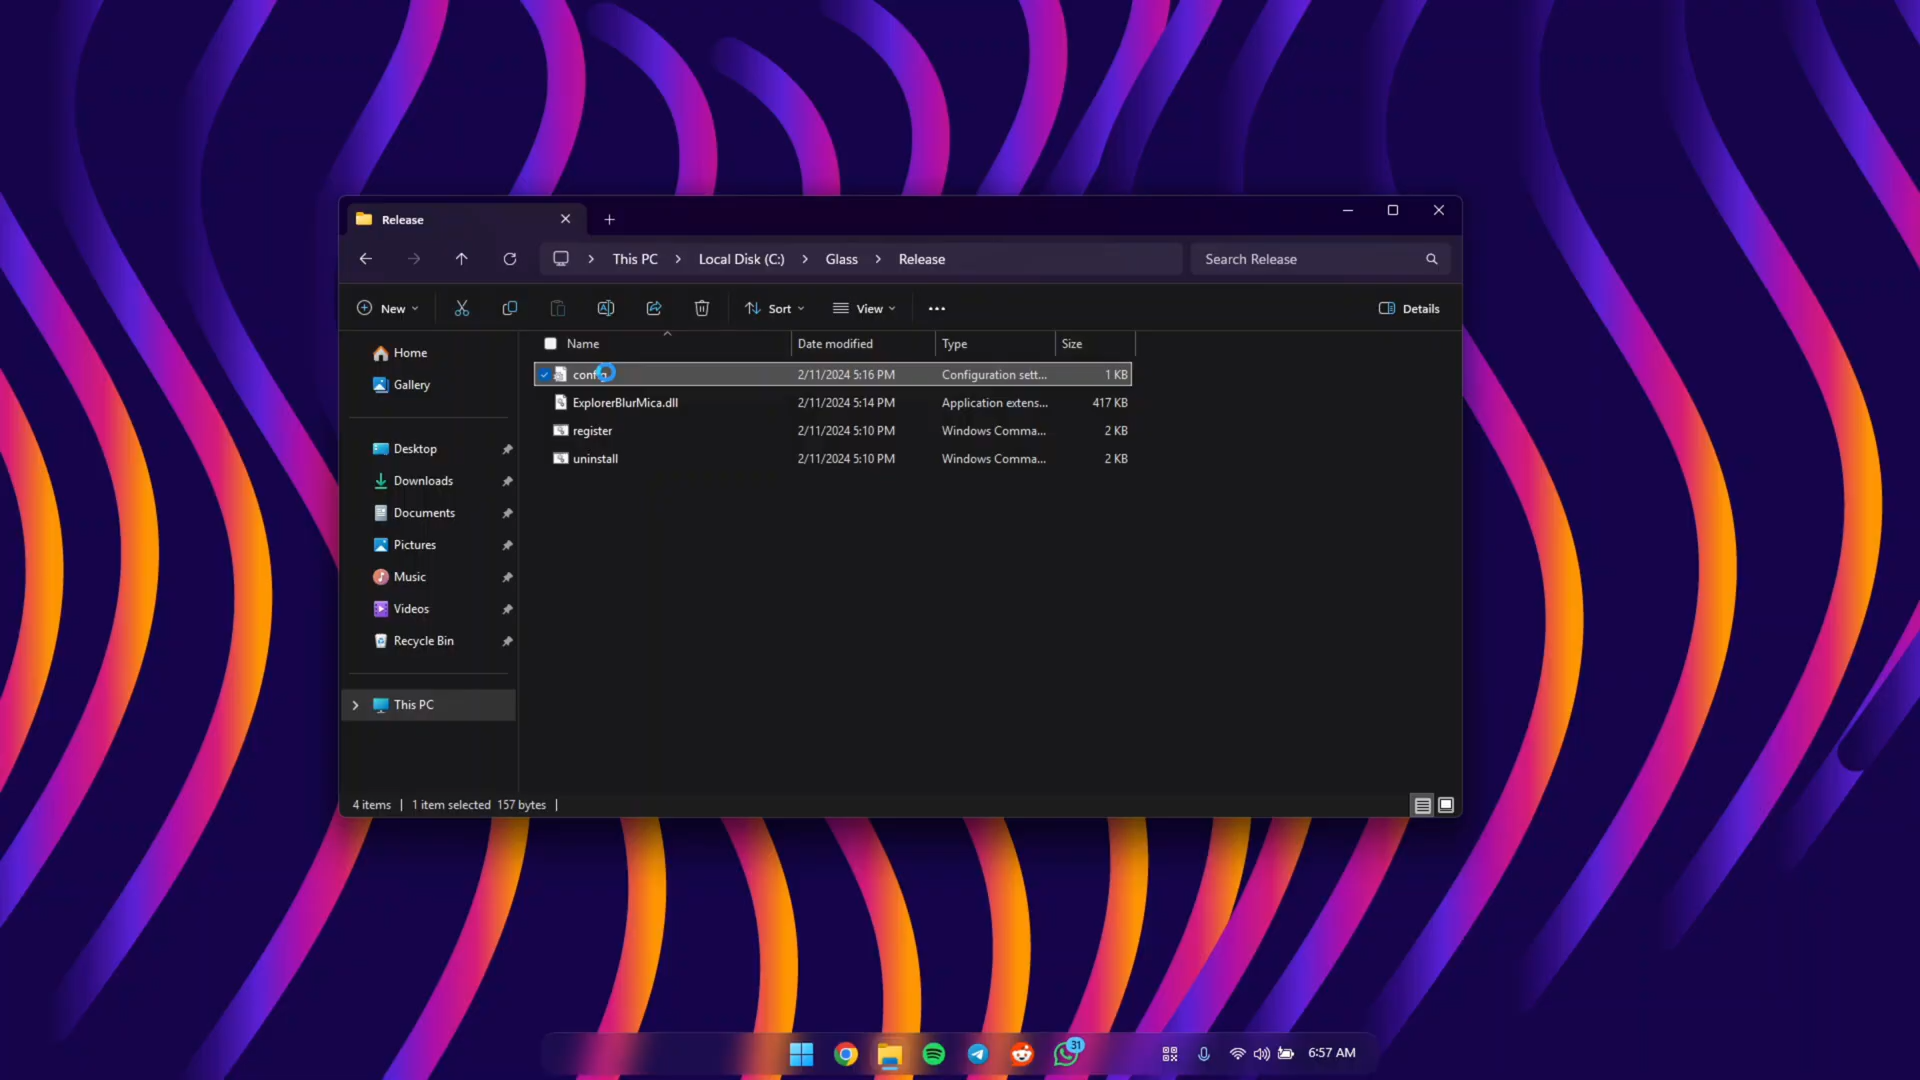 Release
This PC
Local Disk (C:)
Glass
Release
Search Release
New
Sort
View
Details
Name
Date modified
Type
Size
config
2/11/2024 5:16 PM
Configuration sett...
1 KB
ExplorerBlurMica.dll
2/11/2024 5:14 PM
Application extens...
417 KB
register
2/11/2024 5:10 PM
Windows Comma...
2 KB
uninstall
2/11/2024 5:10 PM
Windows Comma...
2 KB
Home
Gallery
Desktop
Downloads
Documents
Pictures
Music
Videos
Recycle Bin
This PC
4 items
1 item selected 157 bytes
31
6:57 AM